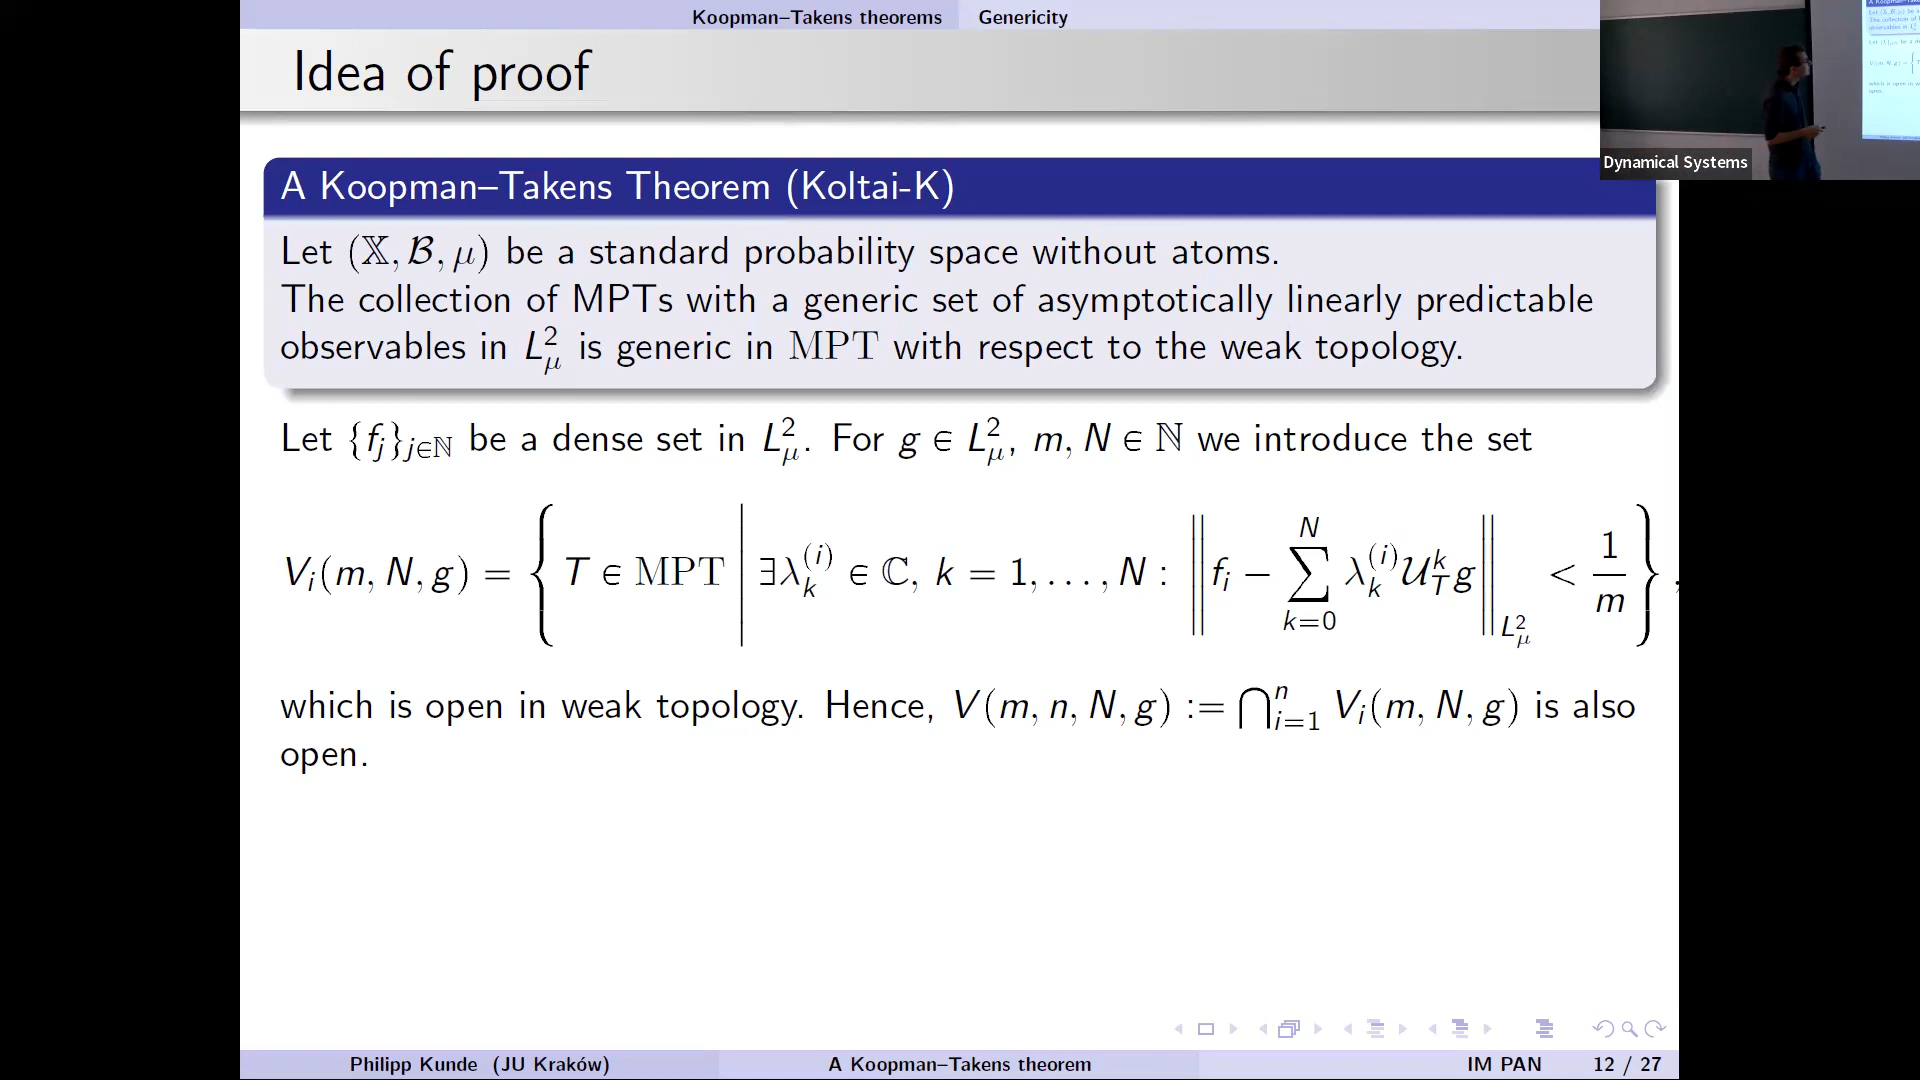 Koopman–Takens theorems Genericity
Idea of proof
Dynamical Systems
A Koopman–Takens Theorem (Koltai-K)
Let (𝕏, ℬ, μ) be a standard probability space without atoms.
The collection of MPTs with a generic set of asymptotically linearly predictable
observables in L²_μ is generic in MPT with respect to the weak topology.
Let {f_j}_{j∈ℕ} be a dense set in L²_μ. For g ∈ L²_μ, m, N ∈ ℕ we introduce the set
V_i(m, N, g) = { T ∈ MPT | ∃λ_k^{(i)} ∈ ℂ, k = 1, . . . , N : ‖ f_i − ∑_{k=0}^{N} λ_k^{(i)} 𝒰_T^k g ‖_{L²_μ} < 1/m } ,
which is open in weak topology. Hence, V(m, n, N, g) := ⋂_{i=1}^{n} V_i(m, N, g) is also
open.
Philipp Kunde (JU Kraków) A Koopman–Takens theorem IM PAN 12 / 27